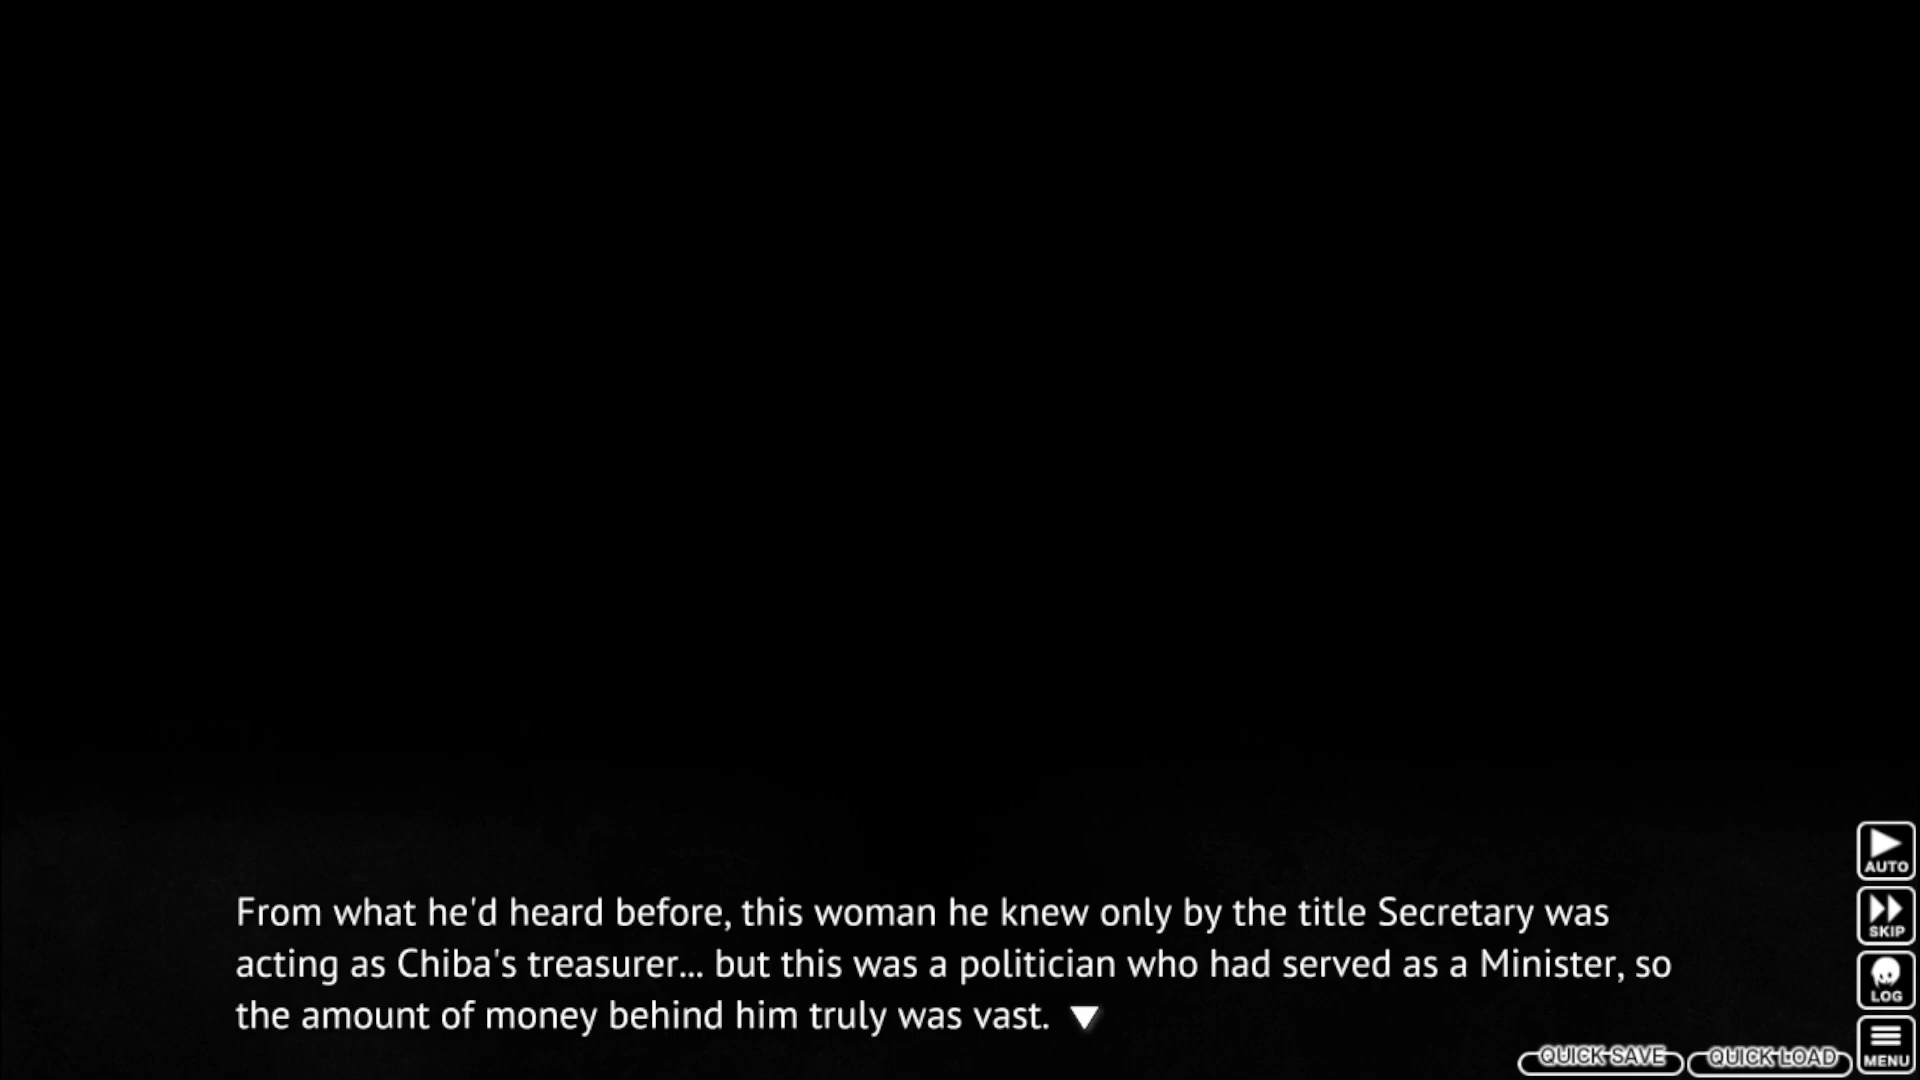 From what he'd heard before, this woman he knew only by the title Secretary was
acting as Chiba's treasurer... but this was a politician who had served as a Minister, so
the amount of money behind him truly was vast.
AUTO
SKIP
LOG
MENU
QUICK SAVE
QUICK LOAD